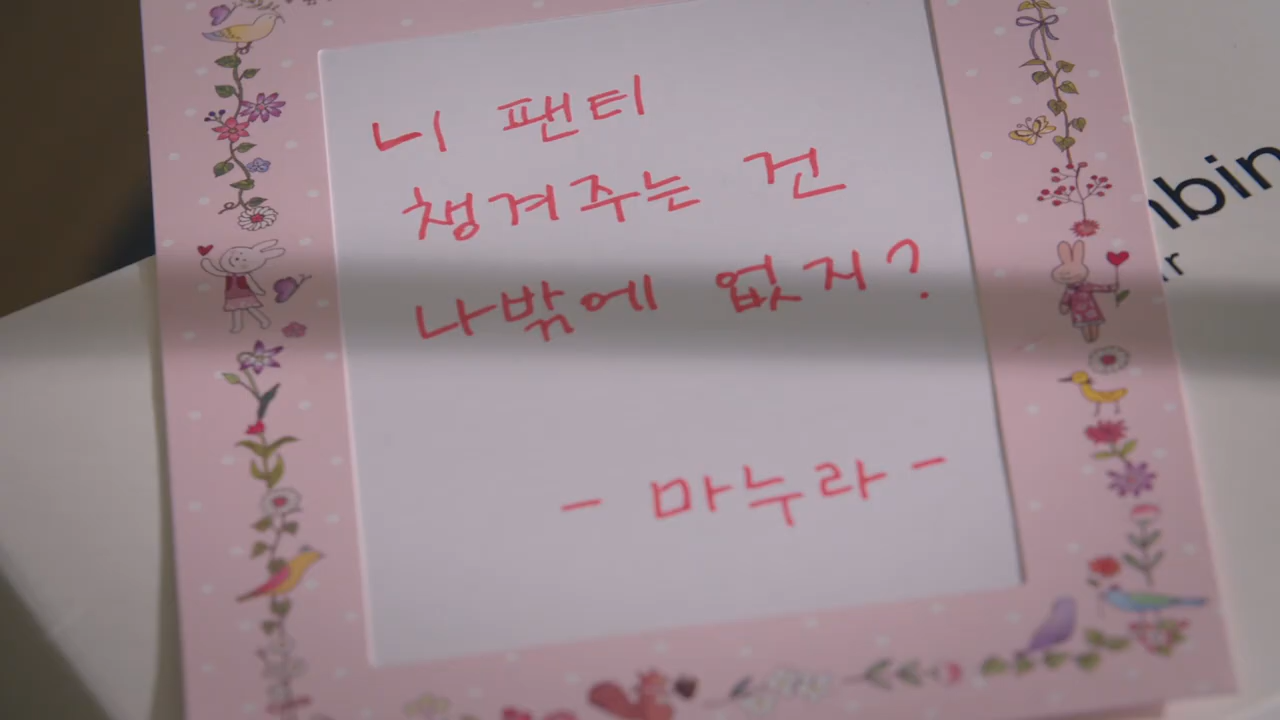 니 팬티
챙겨주는 건
나밖에 없지?
- 마누라 -